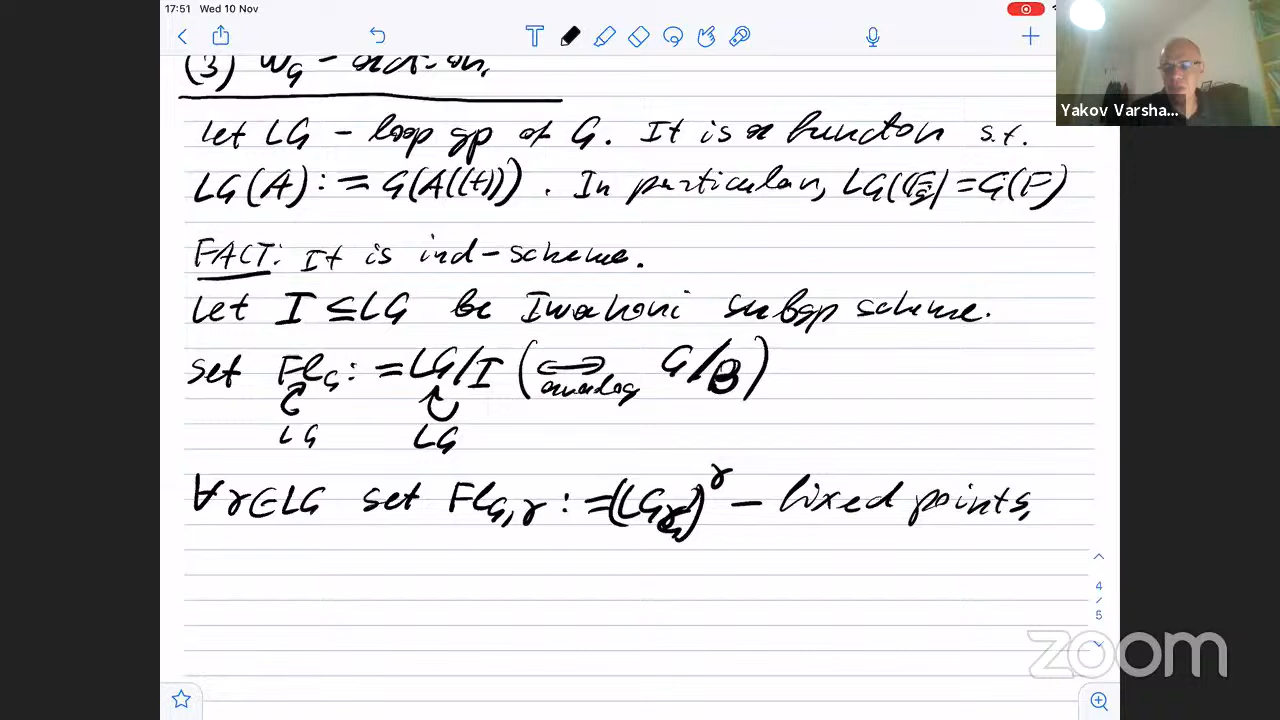 17:51 Wed 10 Nov
(3) W_G - action.
Yakov Varsha...
Let LG - loop gp of G. It is a functor s.t.
LG(A) := G(A((t))). In particular, LG(F_q) = G(F)
FACT: It is ind-scheme.
Let I ⊆ LG be Iwahori subgp scheme.
Set Fl_G := LG/I ( ⟺ analog G/B )
LG LG
∀γ∈LG set Fl_{G,γ} := ( )^γ - fixed points,
4
/
5
zoom